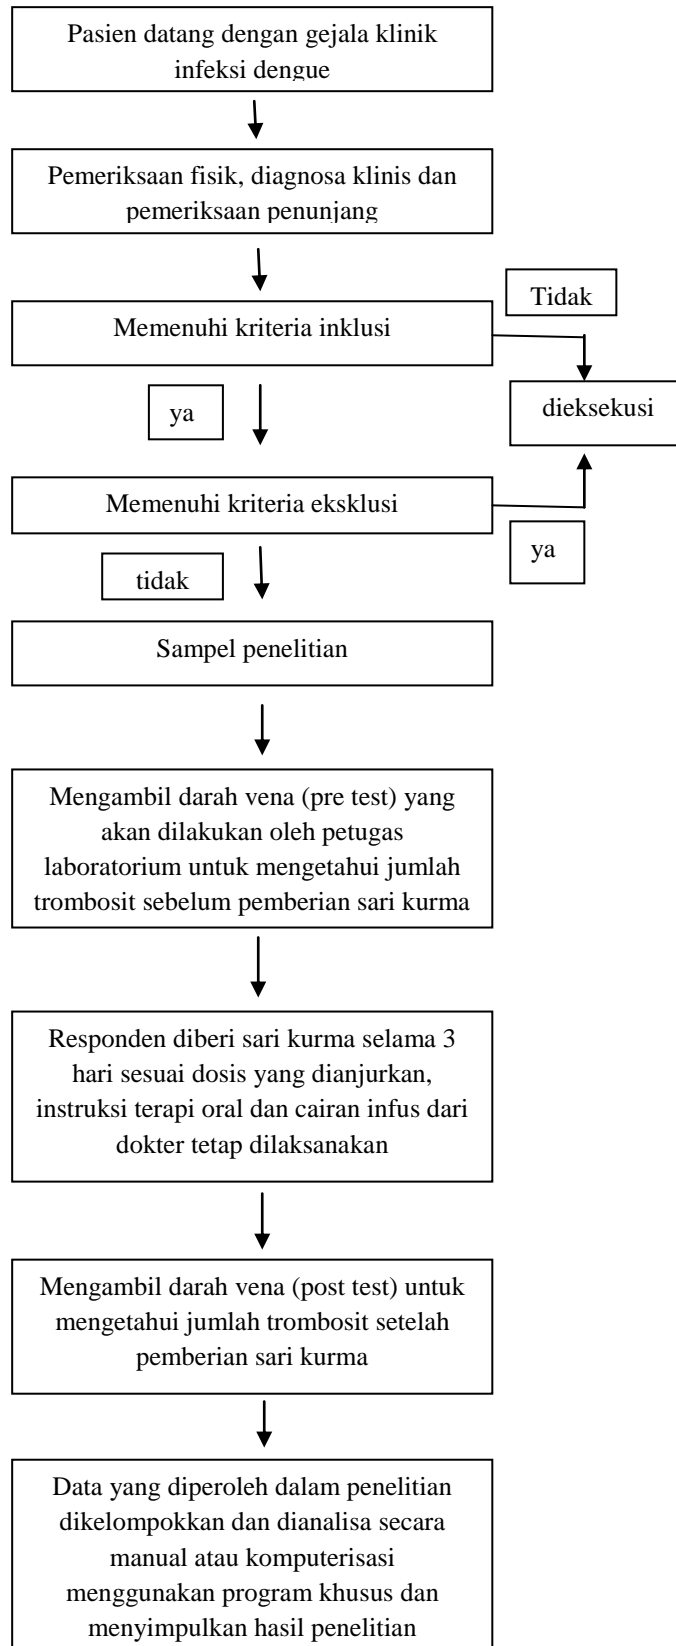 Pasien datang dengan gejala klinik
infeksi dengue
Pemeriksaan fisik, diagnosa klinis dan
pemeriksaan penunjang
Tidak
Memenuhi kriteria inklusi
ya
dieksekusi
Memenuhi kriteria eksklusi
ya
tidak
Sampel penelitian
Mengambil darah vena (pre test) yang
akan dilakukan oleh petugas
laboratorium untuk mengetahui jumlah
trombosit sebelum pemberian sari kurma
Responden diberi sari kurma selama 3
hari sesuai dosis yang dianjurkan,
instruksi terapi oral dan cairan infus dari
dokter tetap dilaksanakan
Mengambil darah vena (post test) untuk
mengetahui jumlah trombosit setelah
pemberian sari kurma
Data yang diperoleh dalam penelitian
dikelompokkan dan dianalisa secara
manual atau komputerisasi
menggunakan program khusus dan
menyimpulkan hasil penelitian